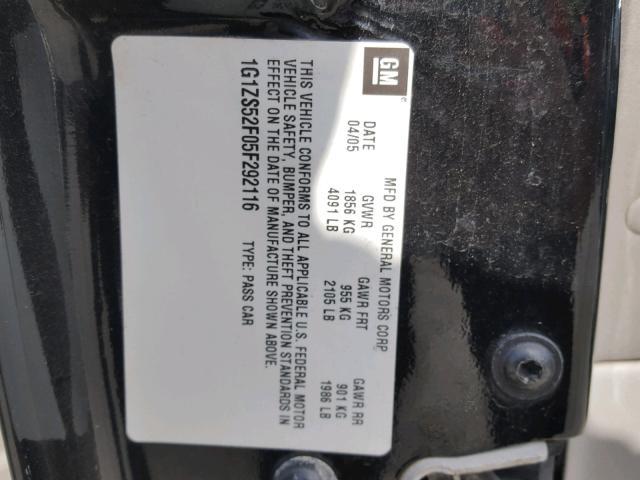 GM
MFD BY GENERAL MOTORS CORP
DATE GVWR GAWR FRT GAWR RR
04/05 1856 KG 955 KG 901 KG
4091 LB 2105 LB 1986 LB
THIS VEHICLE CONFORMS TO ALL APPLICABLE U.S. FEDERAL MOTOR
VEHICLE SAFETY, BUMPER, AND THEFT PREVENTION STANDARDS IN
EFFECT ON THE DATE OF MANUFACTURE SHOWN ABOVE.
1G1ZS52F05F292116 TYPE: PASS CAR